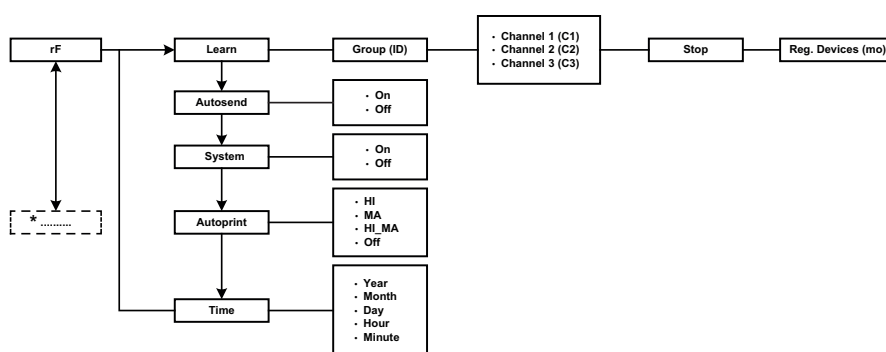 rF
Learn
Group (ID)
• Channel 1 (C1)
• Channel 2 (C2)
• Channel 3 (C3)
Stop
Reg. Devices (mo)
Autosend
• On
• Off
System
• On
• Off
* ..........
Autoprint
• HI
• MA
• HI_MA
• Off
Time
• Year
• Month
• Day
• Hour
• Minute